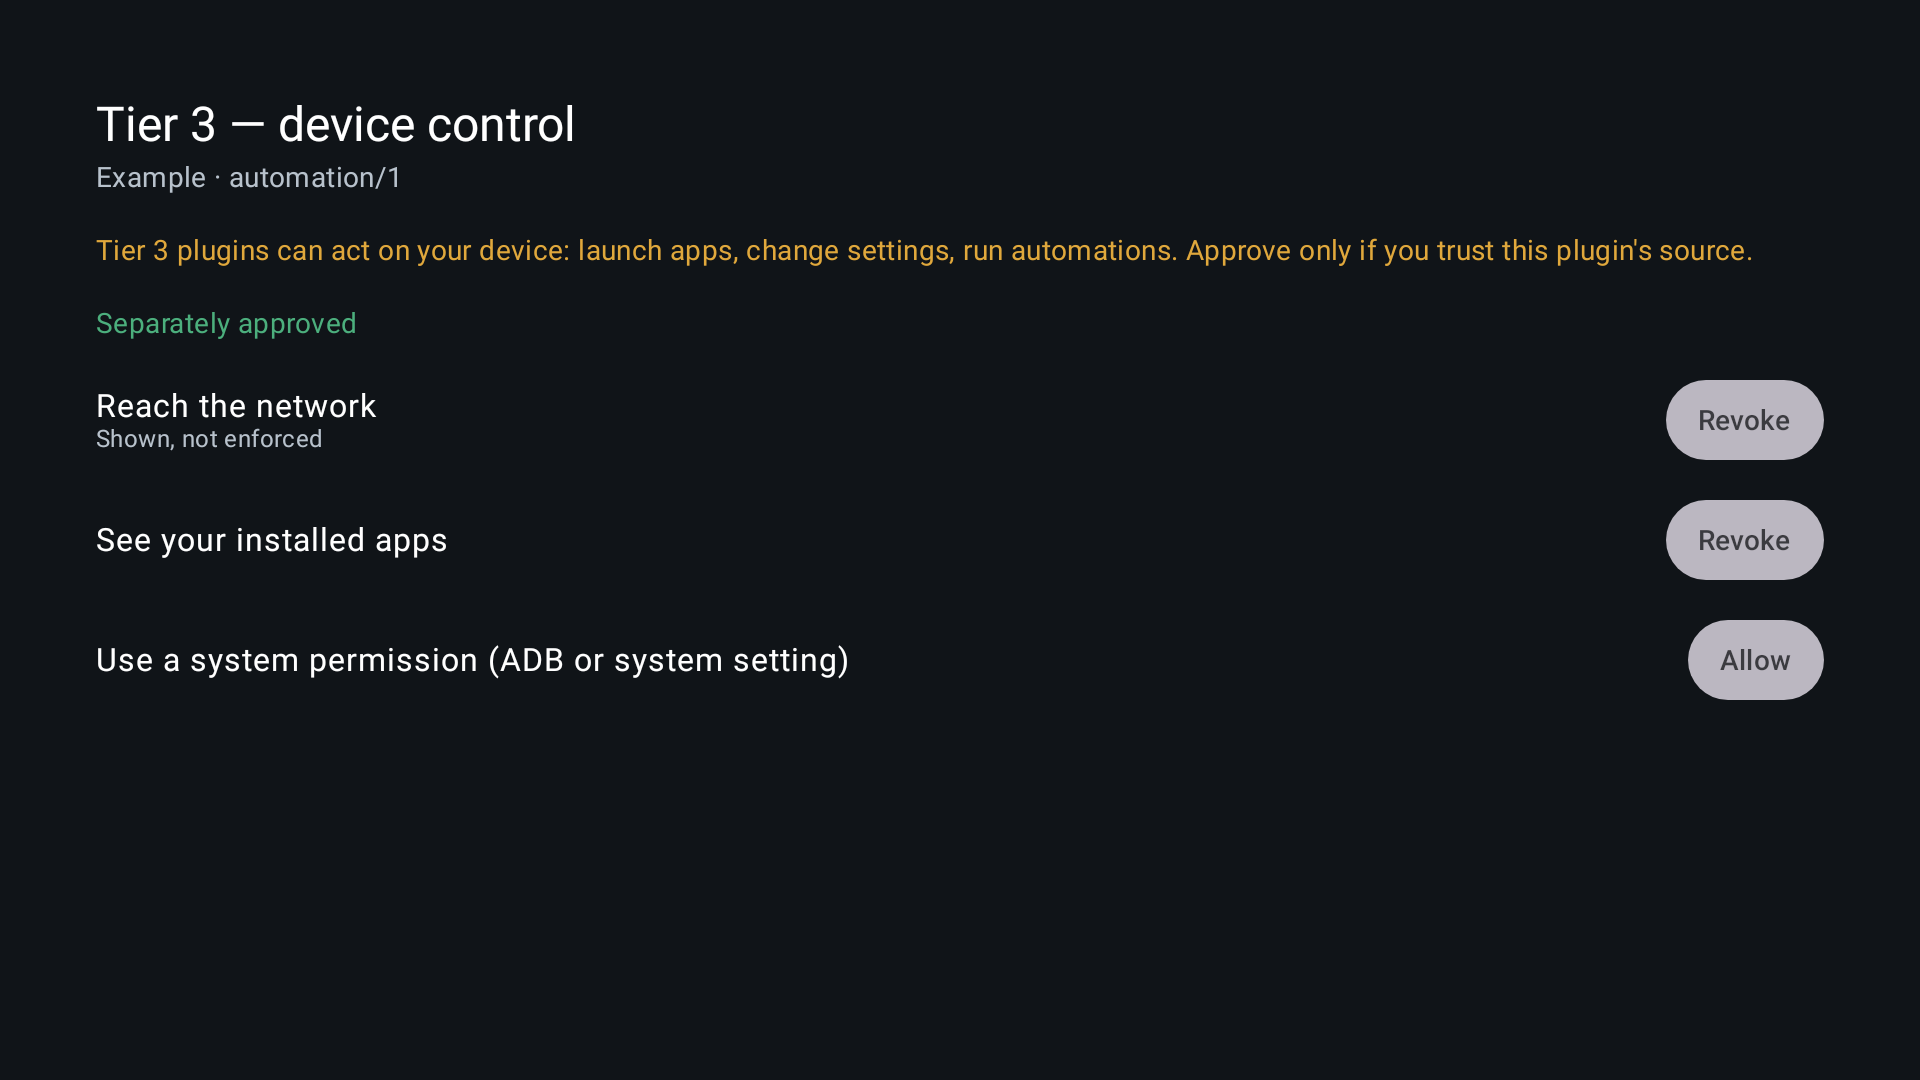 Tier 3 — device control
Example · automation/1
Tier 3 plugins can act on your device: launch apps, change settings, run automations. Approve only if you trust this plugin's source.
Separately approved
Reach the network
Shown, not enforced
Revoke
See your installed apps
Revoke
Use a system permission (ADB or system setting)
Allow